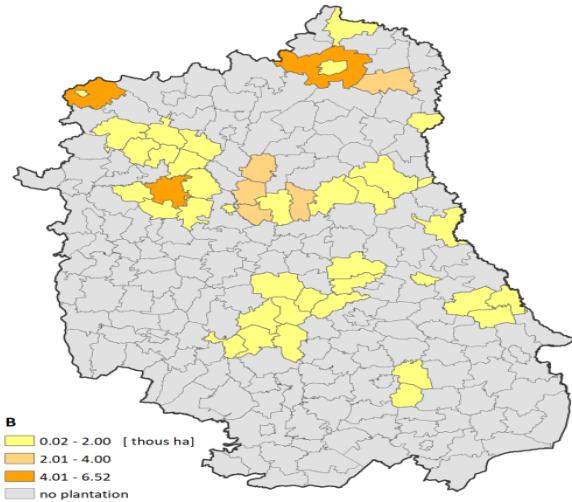 B
0.02 - 2.00 [ thous ha]
2.01 - 4.00
4.01 - 6.52
no plantation